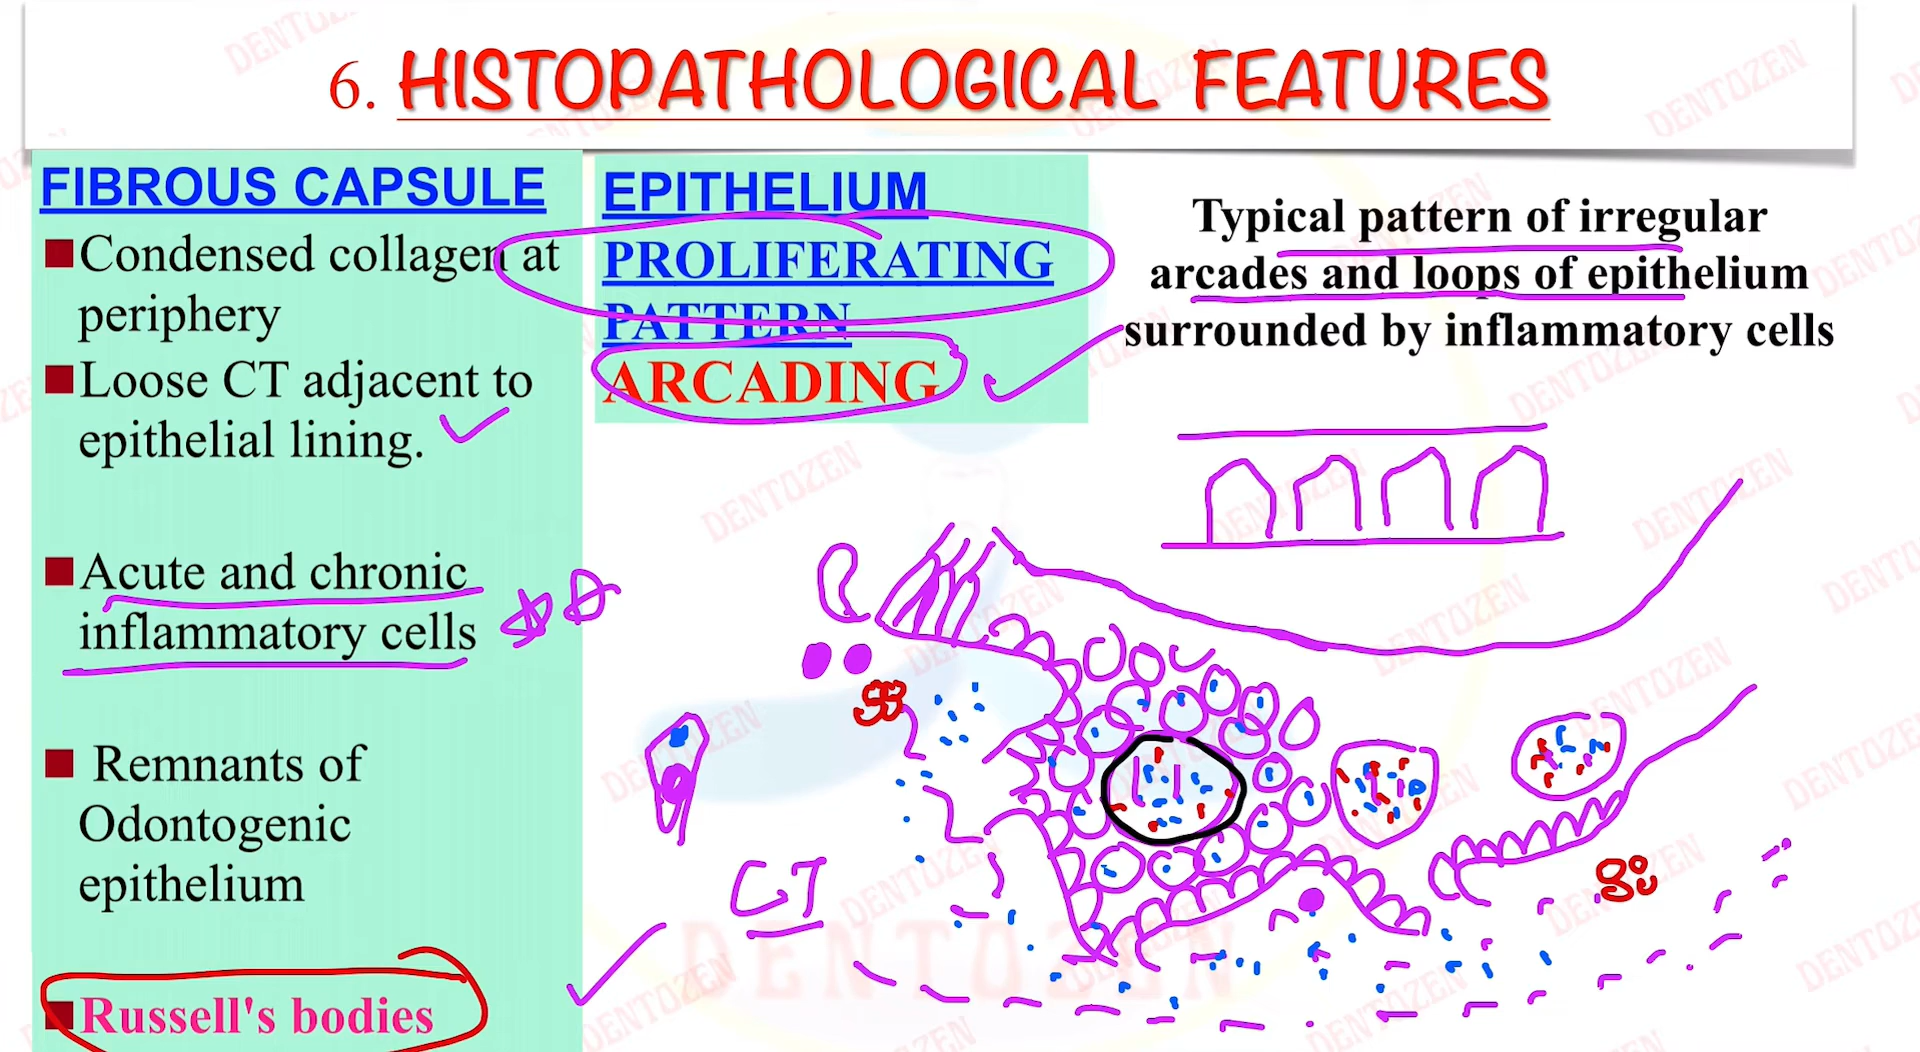 6. HISTOPATHOLOGICAL FEATURES
FIBROUS CAPSULE
Condensed collagen at
periphery
Loose CT adjacent to
epithelial lining.
Acute and chronic
inflammatory cells
Remnants of
Odontogenic
epithelium
Russell's bodies
EPITHELIUM
PROLIFERATING
PATTERN
ARCADING
Typical pattern of irregular
arcades and loops of epithelium
surrounded by inflammatory cells
CT
DENTOZEN